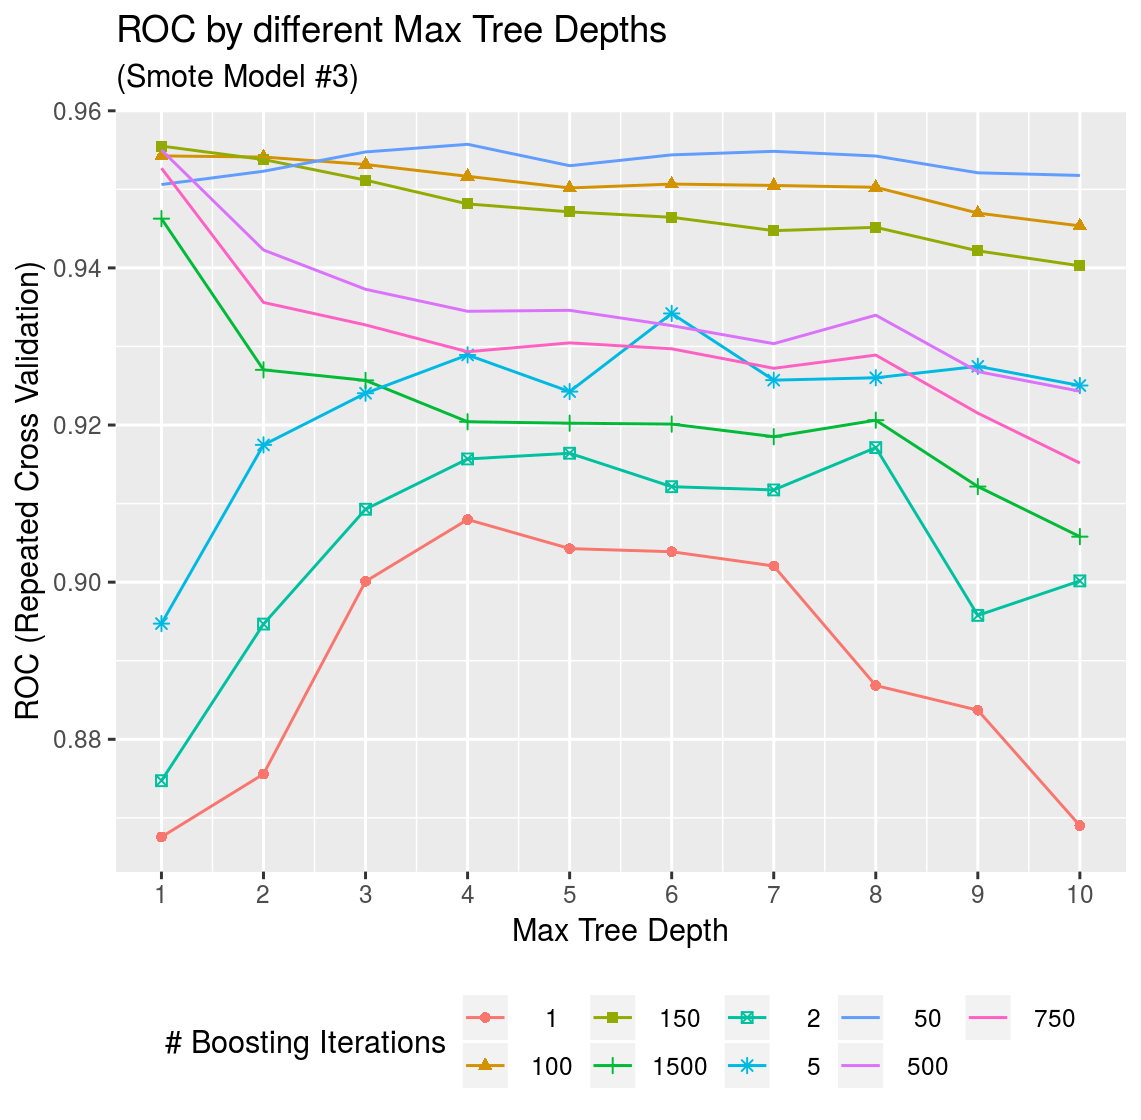 ROC by different Max Tree Depths
(Smote Model #3)
ROC (Repeated Cross Validation)
0.96
0.94
0.92
0.90
0.88
1 2 3 4 5 6 7 8 9 10
Max Tree Depth
# Boosting Iterations
1 150 2 50 750
100 1500 5 500